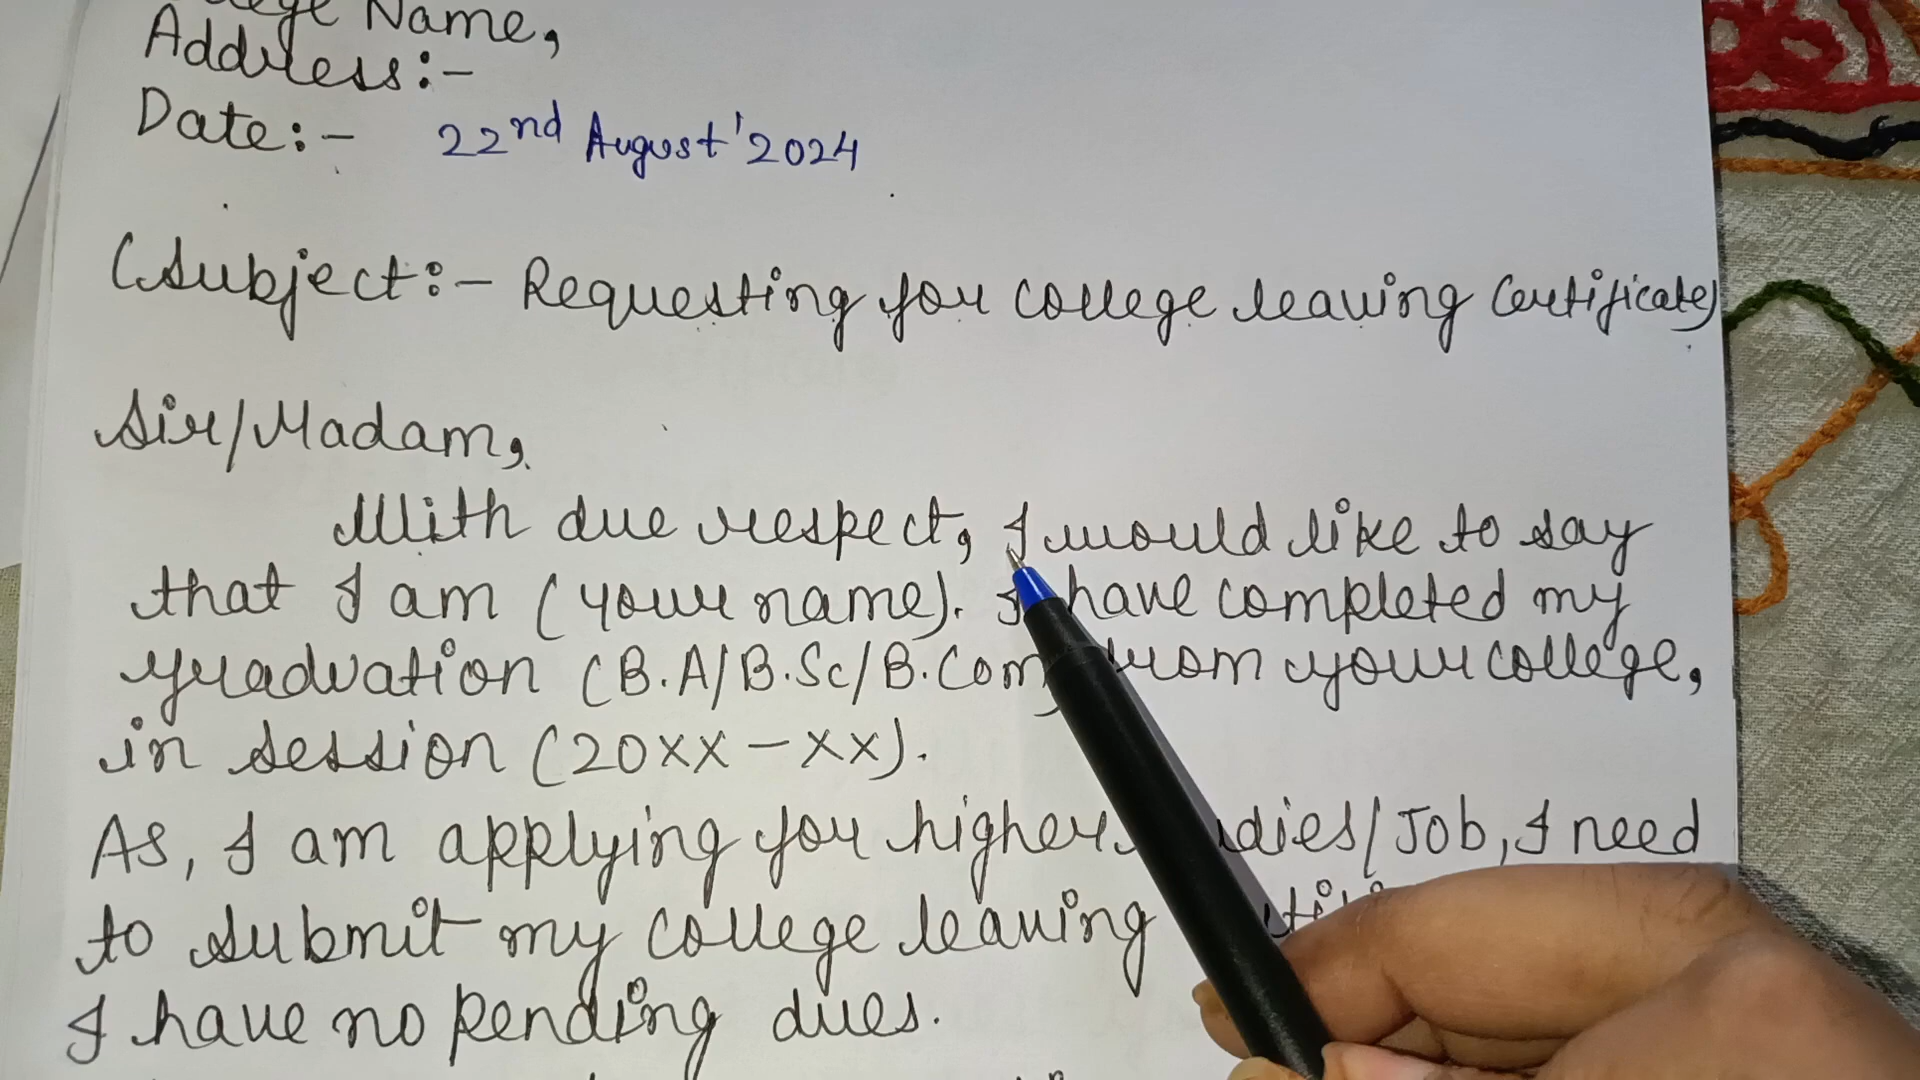 Name,
Address:-
Date:- 22nd August'2024
(Subject:- Requesting for college leaving Certificate)
Sir/Madam,
With due respect, I would like to say
that I am (your name). I have completed my
graduation (B.A/B.Sc/B.Com) from your college,
in session (20xx-xx).
As, I am applying for higher /Job, I need
to submit my college leaving
I have no pending dues.